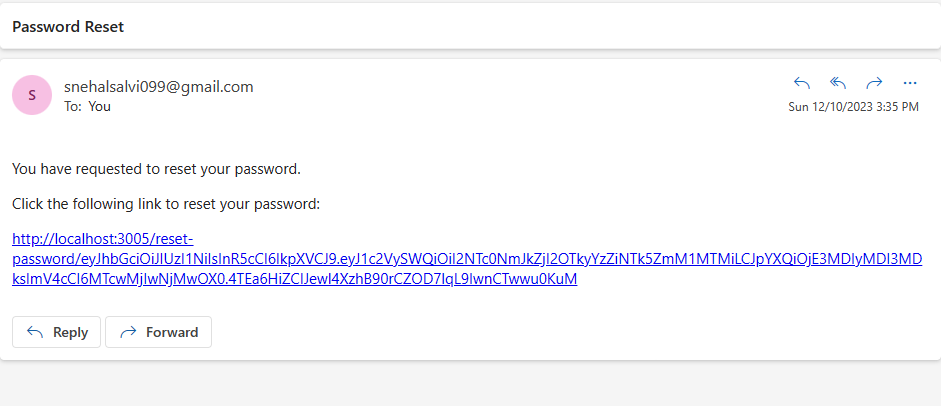 Password Reset
S
snehalsalvi099@gmail.com
To: You
Sun 12/10/2023 3:35 PM
You have requested to reset your password.
Click the following link to reset your password:
http://localhost:3005/reset-
password/eyJhbGciOiJIUzI1NiIsInR5cCI6IkpXVCJ9.eyJ1c2VySWQiOiI2NTc0NmJkZjI2OTkyYzZiNTk5ZmM1MTMiLCJpYXQiOjE3MDIyMDI3MD
ksImV4cCI6MTcwMjIwNjMwOX0.4TEa6HiZCIJewI4XzhB90rCZOD7IqL9IwnCTwwu0KuM
Reply
Forward